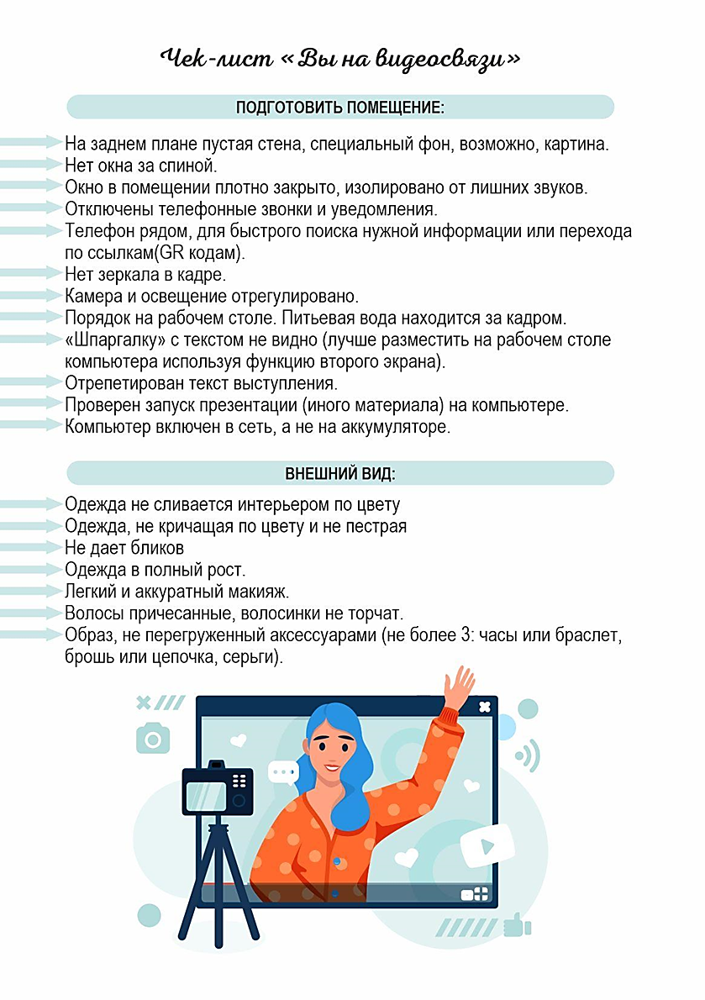 Чек-лист «Вы на видеосвязи»
ПОДГОТОВИТЬ ПОМЕЩЕНИЕ:
На заднем плане пустая стена, специальный фон, возможно, картина.
Нет окна за спиной.
Окно в помещении плотно закрыто, изолировано от лишних звуков.
Отключены телефонные звонки и уведомления.
Телефон рядом, для быстрого поиска нужной информации или перехода
по ссылкам(GR кодам).
Нет зеркала в кадре.
Камера и освещение отрегулировано.
Порядок на рабочем столе. Питьевая вода находится за кадром.
«Шпаргалку» с текстом не видно (лучше разместить на рабочем столе
компьютера используя функцию второго экрана).
Отрепетирован текст выступления.
Проверен запуск презентации (иного материала) на компьютере.
Компьютер включен в сеть, а не на аккумуляторе.
ВНЕШНИЙ ВИД:
Одежда не сливается интерьером по цвету
Одежда, не кричащая по цвету и не пестрая
Не дает бликов
Одежда в полный рост.
Легкий и аккуратный макияж.
Волосы причесанные, волосинки не торчат.
Образ, не перегруженный аксессуарами (не более 3: часы или браслет,
брошь или цепочка, серьги).